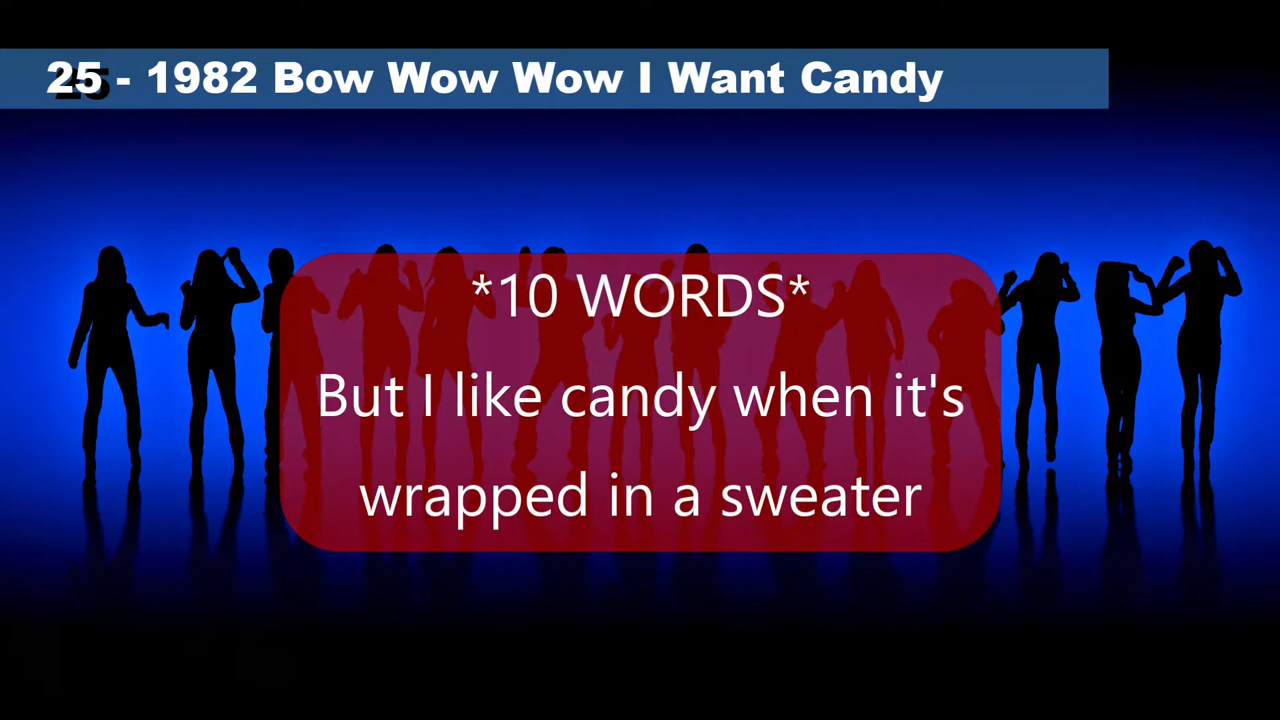 25 - 1982 Bow Wow Wow I Want Candy
*10 WORDS*
But I like candy when it's
wrapped in a sweater